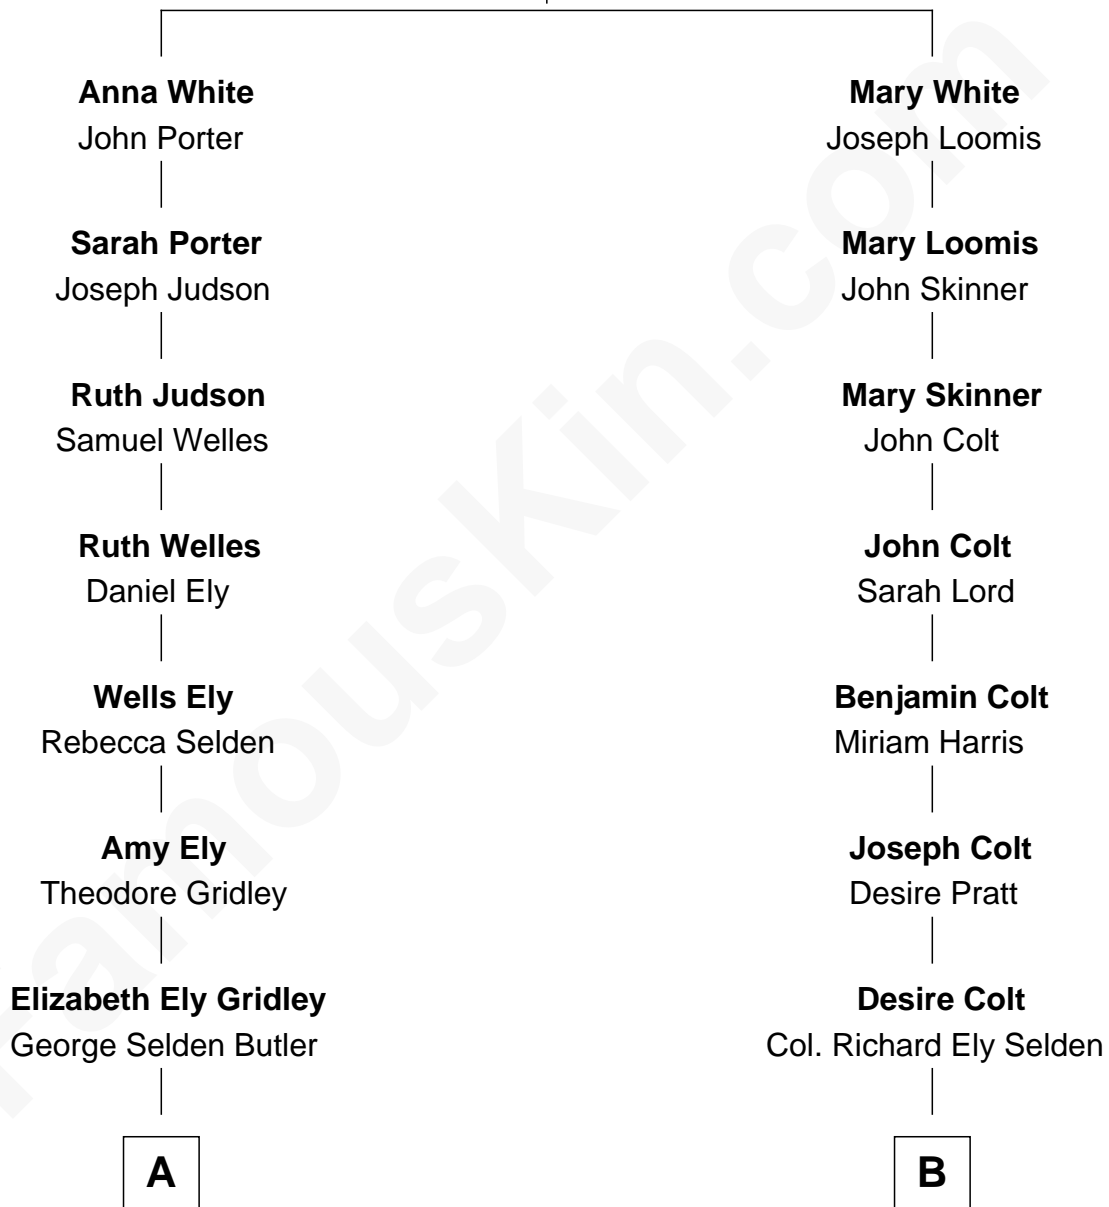 Anna White
John Porter
Sarah Porter
Joseph Judson
Ruth Judson
Samuel Welles
Ruth Welles
Daniel Ely
Wells Ely
Rebecca Selden
Amy Ely
Theodore Gridley
Elizabeth Ely Gridley
George Selden Butler
A
Mary White
Joseph Loomis
Mary Loomis
John Skinner
Mary Skinner
John Colt
John Colt
Sarah Lord
Benjamin Colt
Miriam Harris
Joseph Colt
Desire Pratt
Desire Colt
Col. Richard Ely Selden
B
FamousKin.com